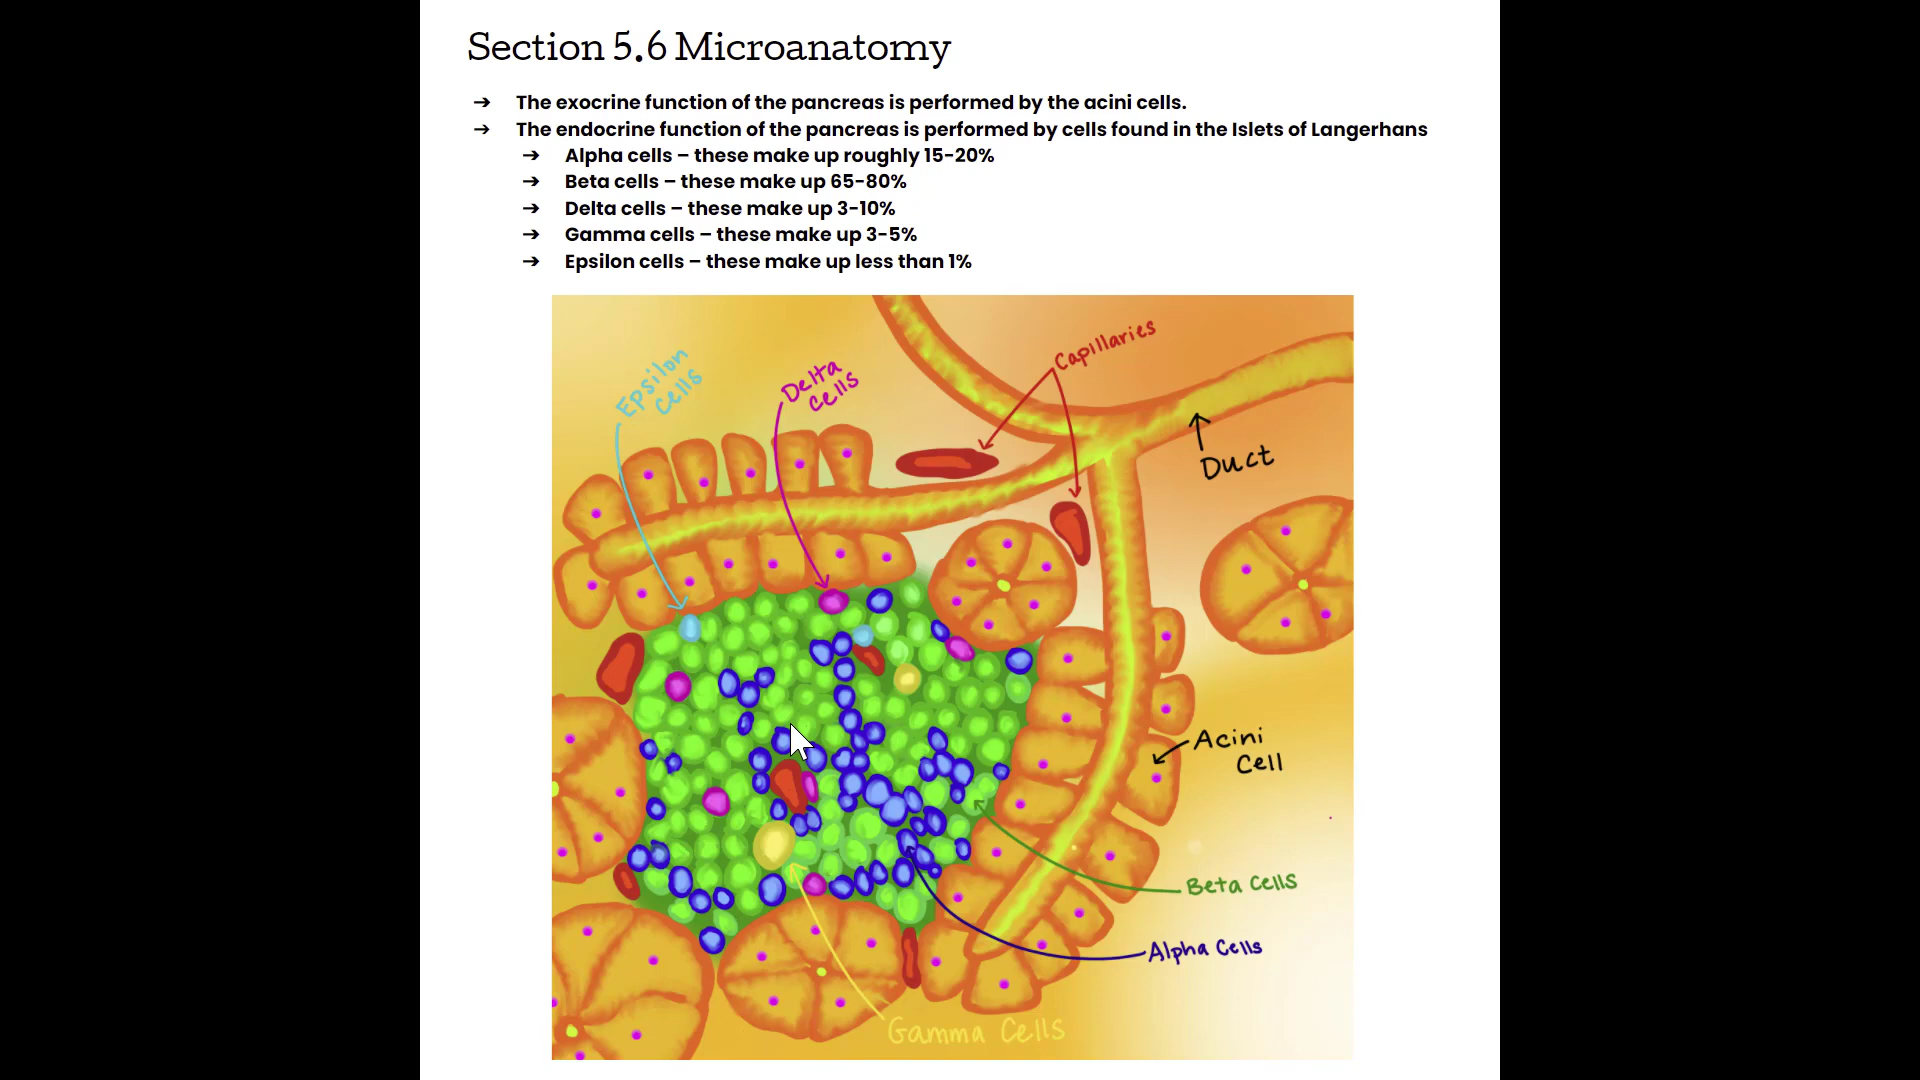 Section 5.6 Microanatomy
➔ The exocrine function of the pancreas is performed by the acini cells.
➔ The endocrine function of the pancreas is performed by cells found in the Islets of Langerhans
➔ Alpha cells – these make up roughly 15-20%
➔ Beta cells – these make up 65-80%
➔ Delta cells – these make up 3-10%
➔ Gamma cells – these make up 3-5%
➔ Epsilon cells – these make up less than 1%
Capillaries
Epsilon
Cells
Delta
Cells
Duct
Acini
Cell
Beta Cells
Alpha Cells
Gamma Cells